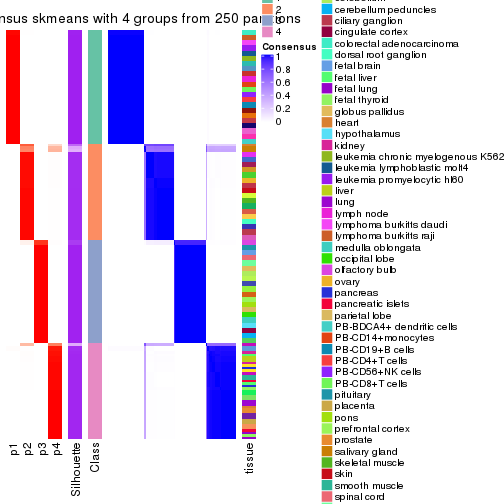 nsus skmeans with 4 groups from 250 partitions
2
3
4
Consensus
1
0.8
0.6
0.4
0.2
0
p1
p2
p3
p4
Silhouette
Class
tissue
cerebellum peduncles
ciliary ganglion
cingulate cortex
colorectal adenocarcinoma
dorsal root ganglion
fetal brain
fetal liver
fetal lung
fetal thyroid
globus pallidus
heart
hypothalamus
kidney
leukemia chronic myelogenous K562
leukemia lymphoblastic molt4
leukemia promyelocytic hl60
liver
lung
lymph node
lymphoma burkitts daudi
lymphoma burkitts raji
medulla oblongata
occipital lobe
olfactory bulb
ovary
pancreas
pancreatic islets
parietal lobe
PB-BDCA4+ dendritic cells
PB-CD14+monocytes
PB-CD19+B cells
PB-CD4+T cells
PB-CD56+NK cells
PB-CD8+T cells
pituitary
placenta
pons
prefrontal cortex
prostate
salivary gland
skeletal muscle
skin
smooth muscle
spinal cord